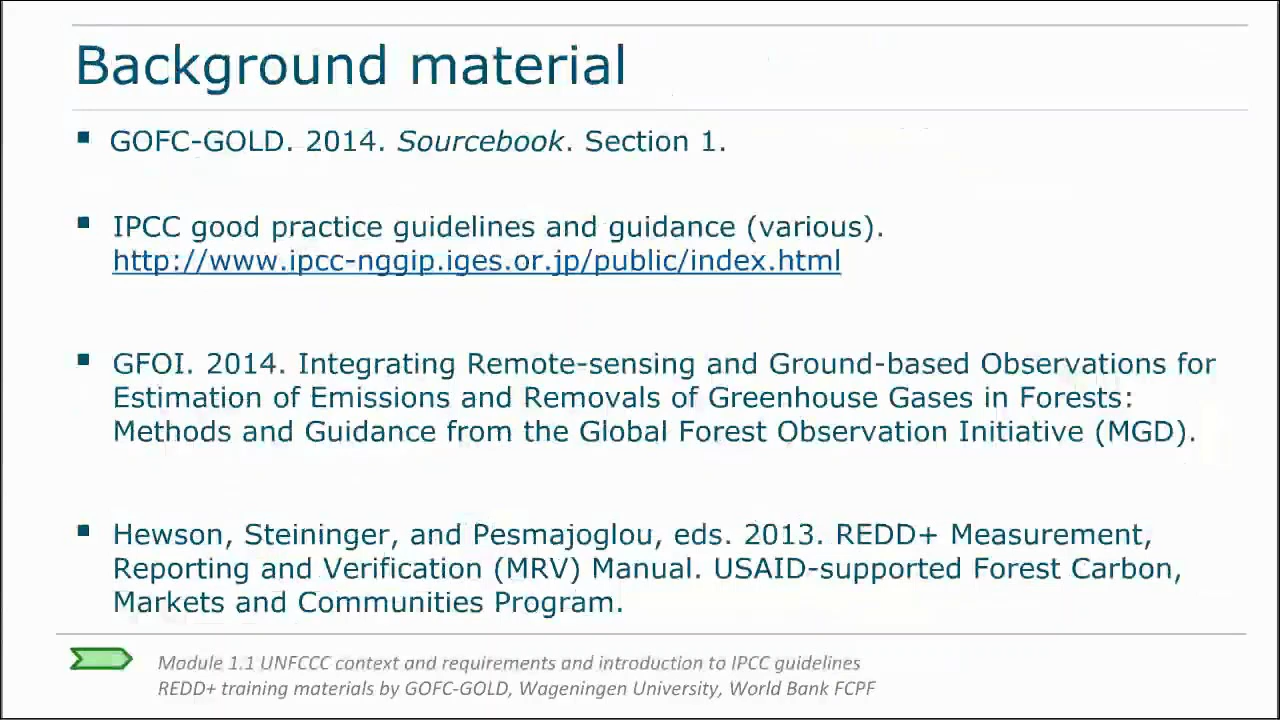 Background material
▪ GOFC-GOLD. 2014. Sourcebook. Section 1.
▪ IPCC good practice guidelines and guidance (various).
http://www.ipcc-nggip.iges.or.jp/public/index.html
▪ GFOI. 2014. Integrating Remote-sensing and Ground-based Observations for
Estimation of Emissions and Removals of Greenhouse Gases in Forests:
Methods and Guidance from the Global Forest Observation Initiative (MGD).
▪ Hewson, Steininger, and Pesmajoglou, eds. 2013. REDD+ Measurement,
Reporting and Verification (MRV) Manual. USAID-supported Forest Carbon,
Markets and Communities Program.
Module 1.1 UNFCCC context and requirements and introduction to IPCC guidelines
REDD+ training materials by GOFC-GOLD, Wageningen University, World Bank FCPF